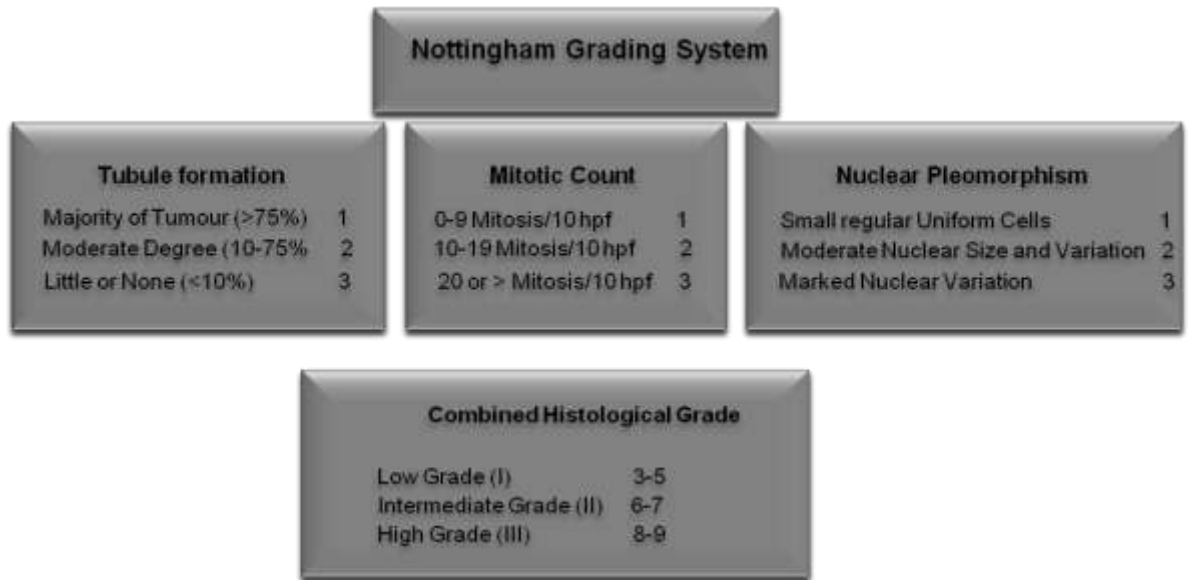 Nottingham Grading System
Tubule formation
Majority of Tumour (>75%) 1
Moderate Degree (10-75% 2
Little or None (<10%) 3
Mitotic Count
0-9 Mitosis/10 hpf 1
10-19 Mitosis/10 hpf 2
20 or > Mitosis/10 hpf 3
Nuclear Pleomorphism
Small regular Uniform Cells 1
Moderate Nuclear Size and Variation 2
Marked Nuclear Variation 3
Combined Histological Grade
Low Grade (I) 3-5
Intermediate Grade (II) 6-7
High Grade (III) 8-9